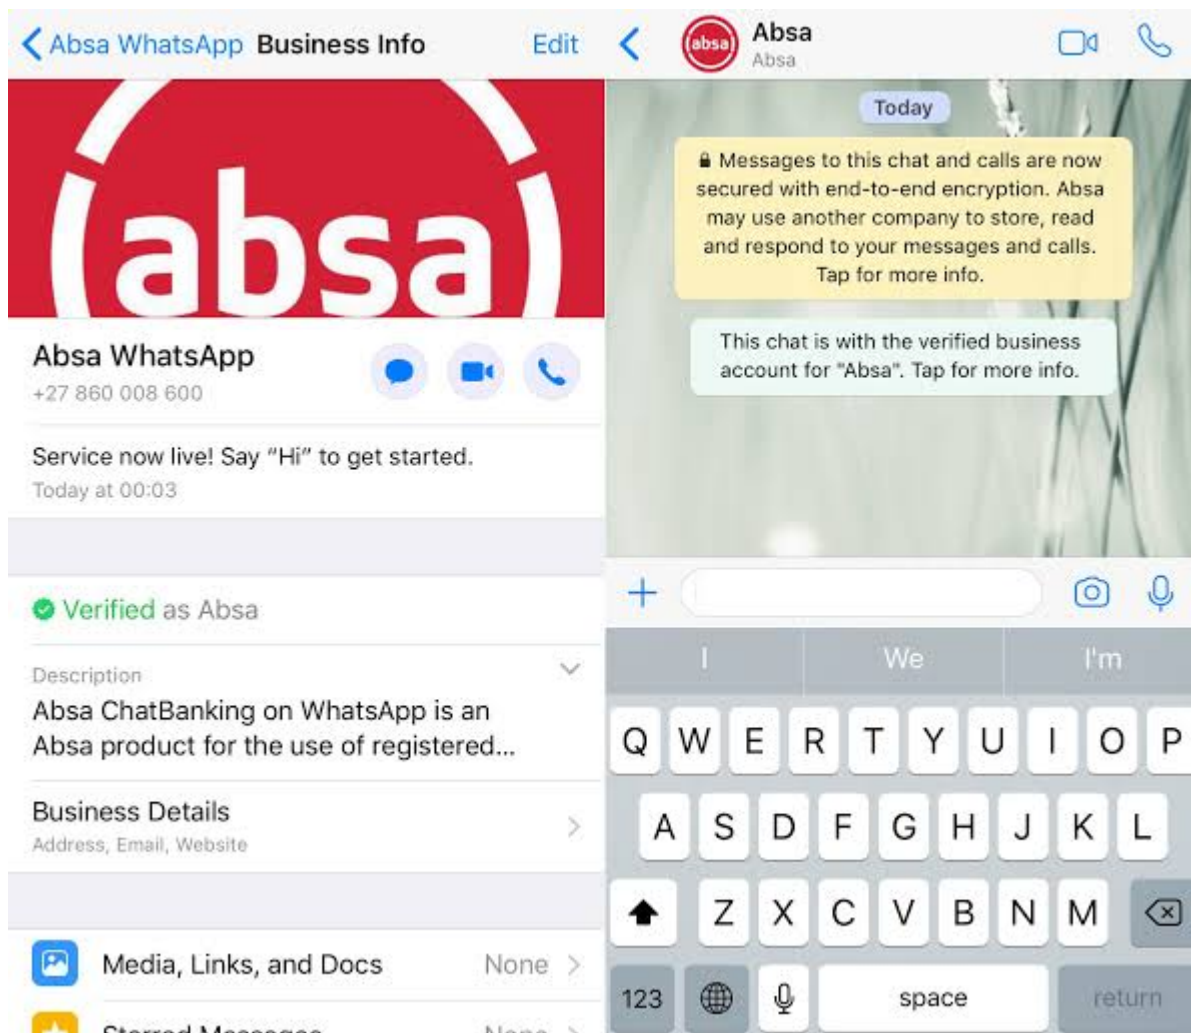 Absa WhatsApp Business Info Edit
absa
Absa WhatsApp
+27 860 008 600
Service now live! Say “Hi” to get started.
Today at 00:03
Verified as Absa
Description
Absa ChatBanking on WhatsApp is an
Absa product for the use of registered...
Business Details
Address, Email, Website
Media, Links, and Docs None
Starred Messages None
absa
Absa
Absa
Today
Messages to this chat and calls are now
secured with end-to-end encryption. Absa
may use another company to store, read
and respond to your messages and calls.
Tap for more info.
This chat is with the verified business
account for "Absa". Tap for more info.
I We I'm
Q W E R T Y U I O P
A S D F G H J K L
Z X C V B N M
123 space return